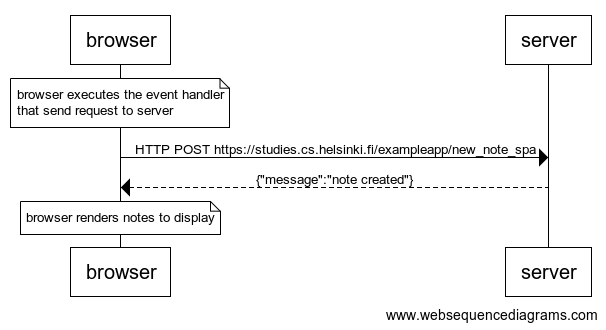 browser
server
browser executes the event handler
that send request to server
HTTP POST https://studies.cs.helsinki.fi/exampleapp/new_note_spa
{"message":"note created"}
browser renders notes to display
browser
server
www.websequencediagrams.com